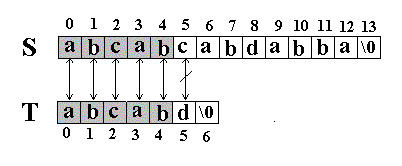 0 1 2 3 4 5 6 7 8 9 10 11 12 13
S a b c a b c a b d a b b a \0
T a b c a b d \0
0 1 2 3 4 5 6